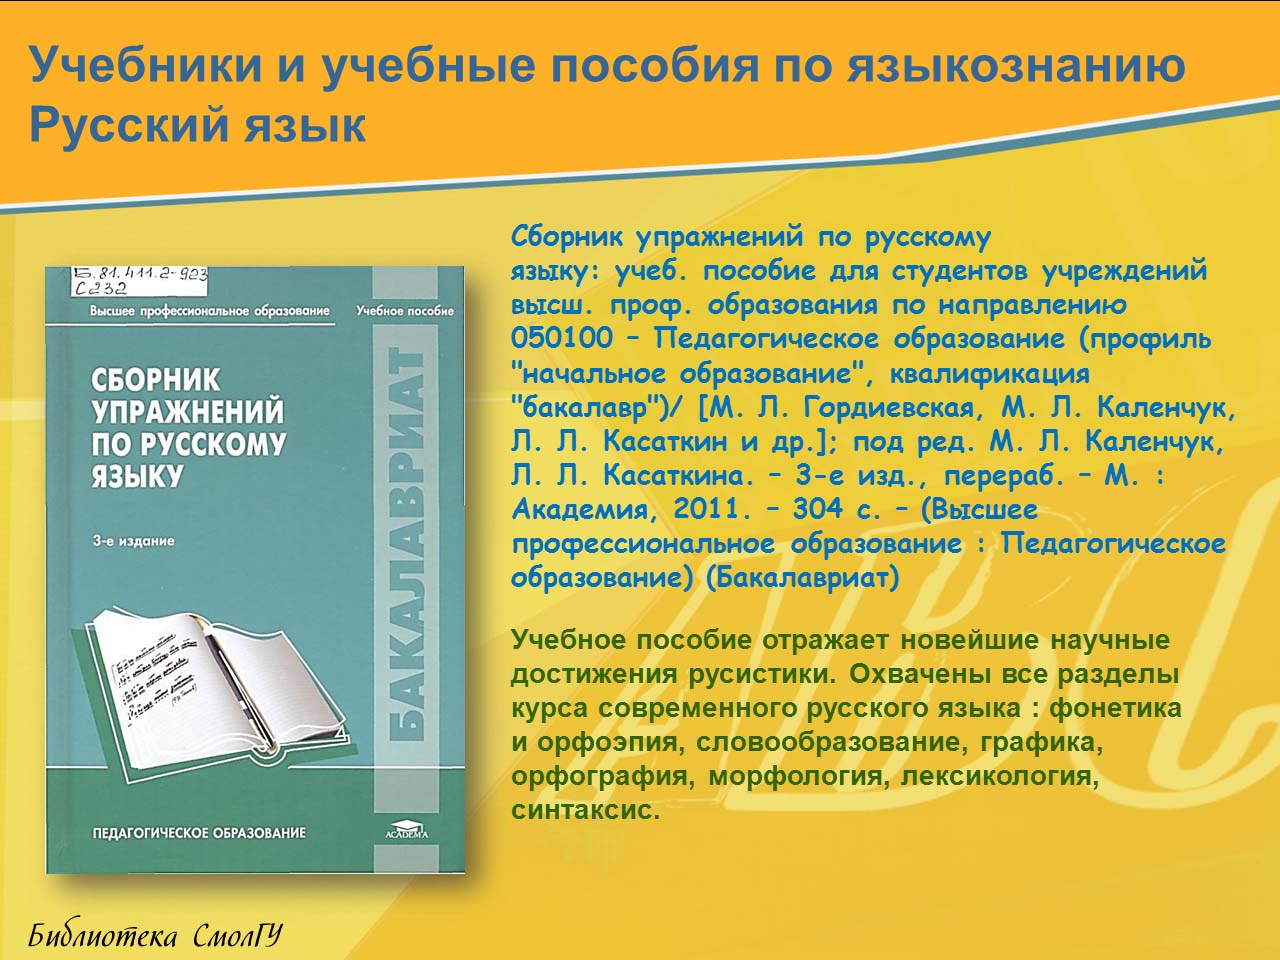 Учебники и учебные пособия по языкознанию
Русский язык
Б.81.411.2-923
С232
Высшее профессиональное образование
Учебное пособие
СБОРНИК
УПРАЖНЕНИЙ
ПО РУССКОМУ
ЯЗЫКУ
3-е издание
БАКАЛАВРИАТ
ПЕДАГОГИЧЕСКОЕ ОБРАЗОВАНИЕ
ACADEMA
Сборник упражнений по русскому
языку: учеб. пособие для студентов учреждений
высш. проф. образования по направлению
050100 – Педагогическое образование (профиль
"начальное образование", квалификация
"бакалавр")/ [М. Л. Гордиевская, М. Л. Каленчук,
Л. Л. Касаткин и др.]; под ред. М. Л. Каленчук,
Л. Л. Касаткина. – 3-е изд., перераб. – М. :
Академия, 2011. – 304 с. – (Высшее
профессиональное образование : Педагогическое
образование) (Бакалавриат)
Учебное пособие отражает новейшие научные
достижения русистики. Охвачены все разделы
курса современного русского языка : фонетика
и орфоэпия, словообразование, графика,
орфография, морфология, лексикология,
синтаксис.
Библиотека СмолГУ